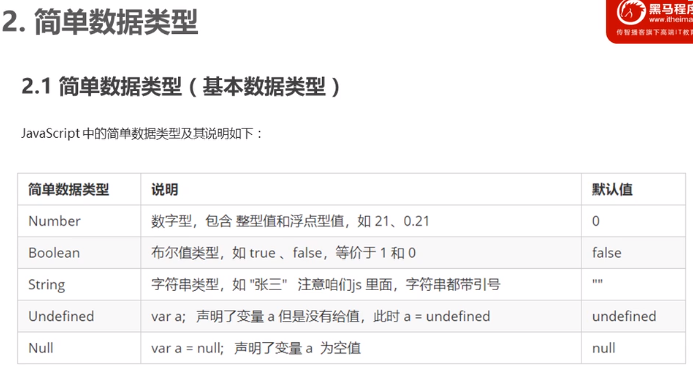 2. 简单数据类型
黑马程序
www.itheima
传智播客旗下高端IT教育
2.1 简单数据类型（基本数据类型）
JavaScript 中的简单数据类型及其说明如下：
简单数据类型 说明 默认值
Number 数字型，包含 整型值和浮点型值，如 21、0.21 0
Boolean 布尔值类型，如 true 、false，等价于 1 和 0 false
String 字符串类型，如 "张三" 注意咱们js 里面，字符串都带引号 ""
Undefined var a; 声明了变量 a 但是没有给值，此时 a = undefined undefined
Null var a = null; 声明了变量 a 为空值 null